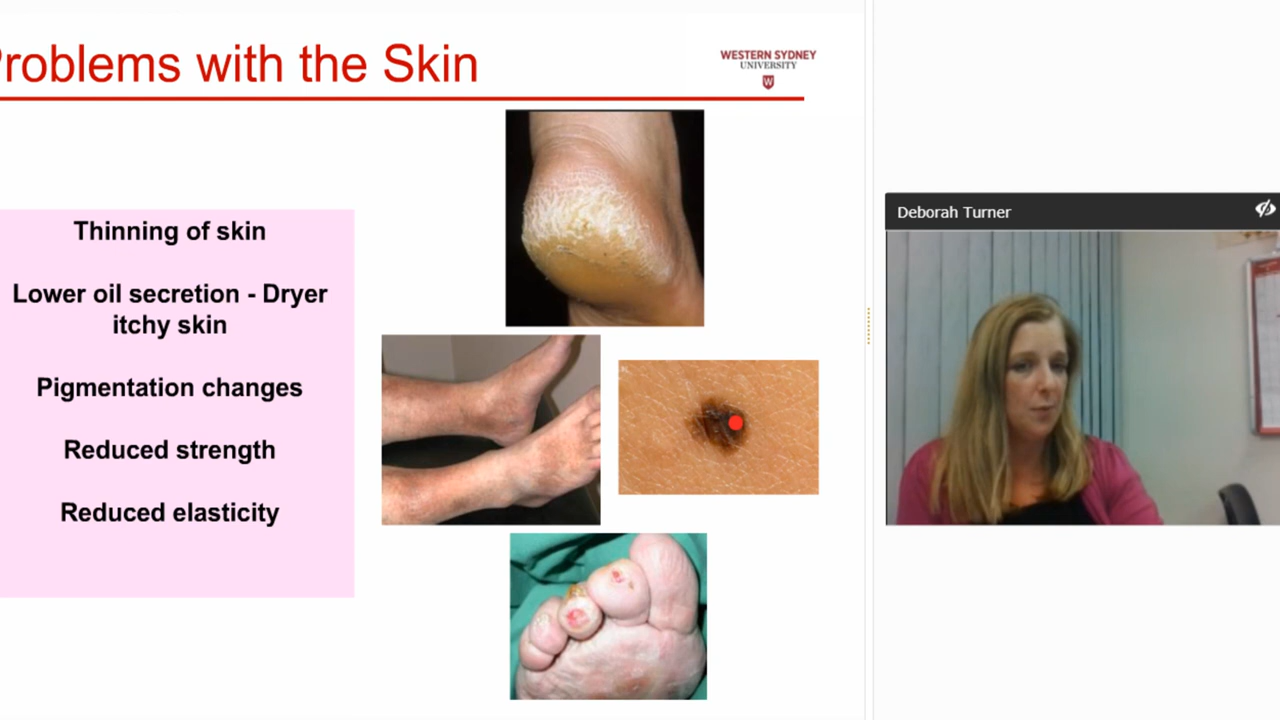 Problems with the Skin
WESTERN SYDNEY
UNIVERSITY
W
Thinning of skin
Lower oil secretion - Dryer
itchy skin
Pigmentation changes
Reduced strength
Reduced elasticity
Deborah Turner